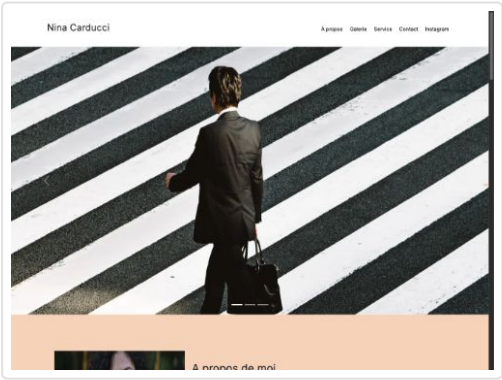 Nina Carducci
À propos Galerie Service Contact Instagram
A propos de moi